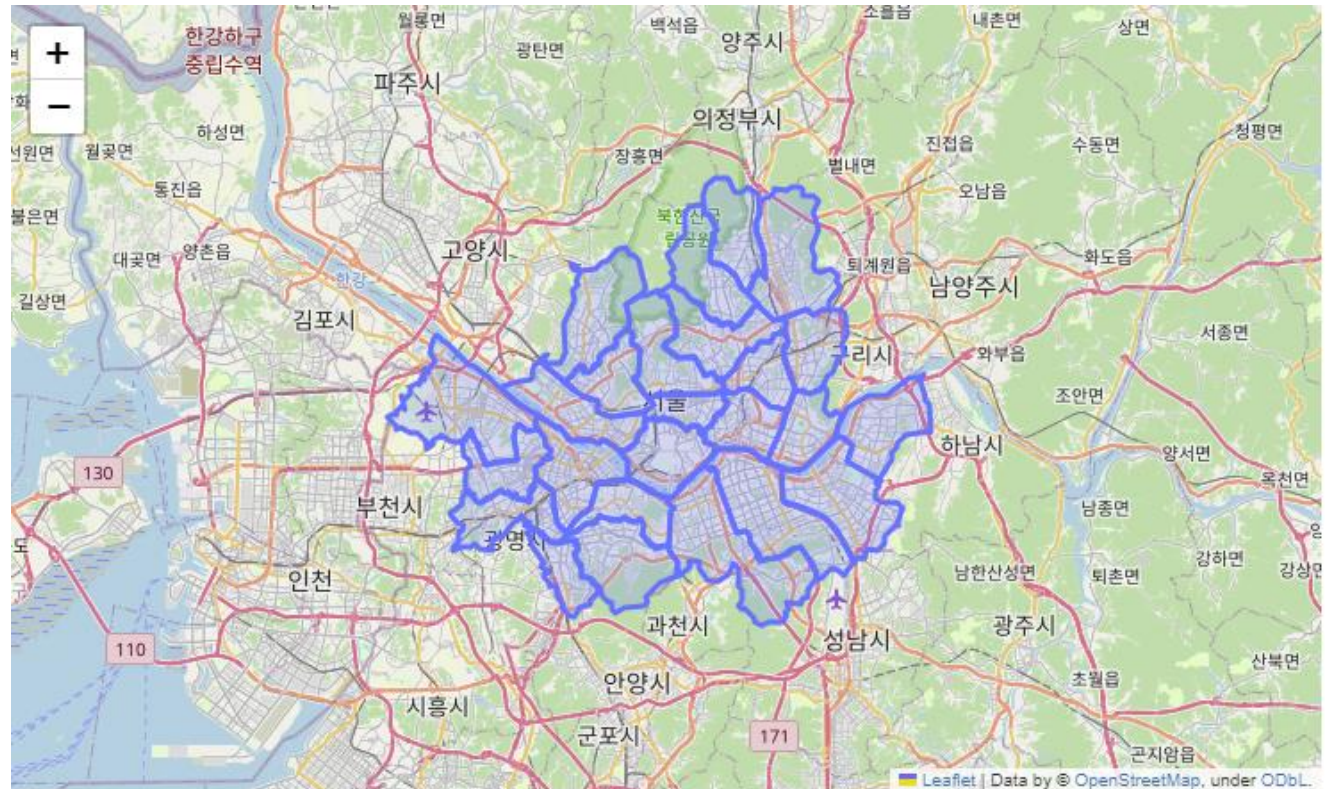 +
−
한강하구
중립수역
월롱면
광탄면
백석읍
양주시
소흘읍
내촌면
상면
파주시
하성면
월곶면
의정부시
장흥면
별내면
진접읍
수동면
청평면
통진읍
오남읍
불은면
대곶면
양촌읍
고양시
한강
퇴계원읍
화도읍
남양주시
길상면
김포시
구리시
와부읍
서종면
조안면
서울
하남시
양서면
옥천면
130
부천시
광명시
남종면
인천
남한산성면
퇴촌면
강하면
강상면
110
과천시
성남시
광주시
산북면
안양시
초월읍
시흥시
군포시
171
곤지암읍
Leaflet | Data by © OpenStreetMap, under ODbL.